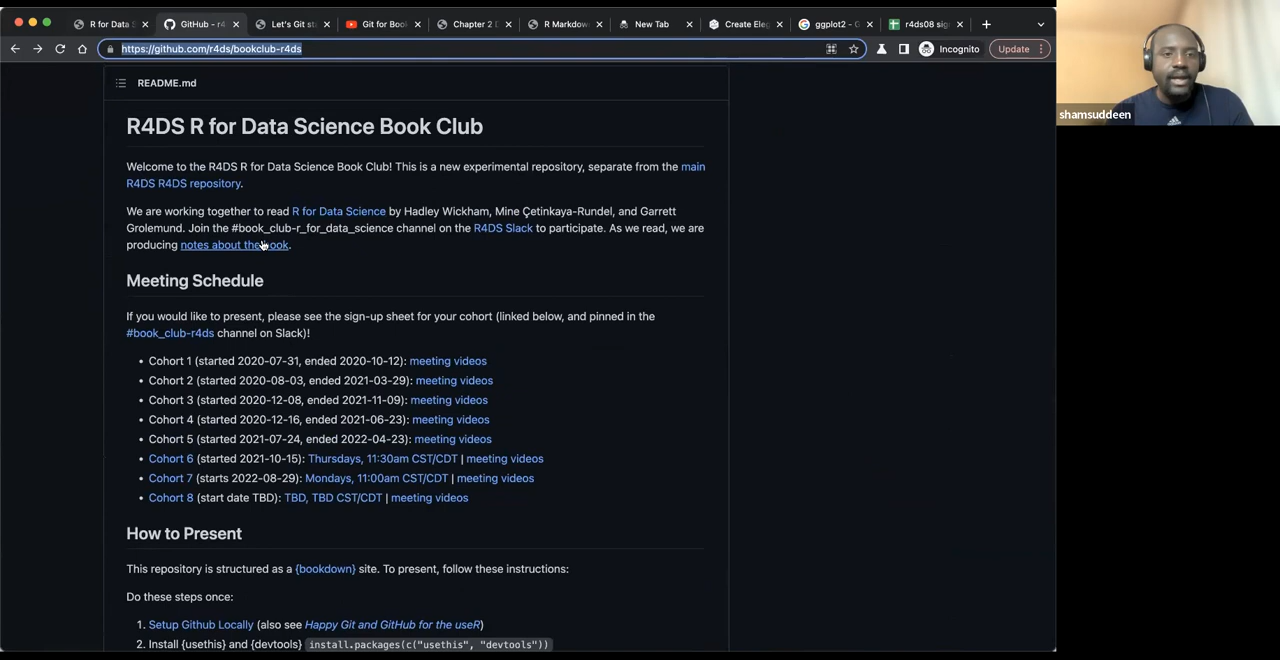 R for Data S
GitHub - r4
Let's Git st
Git for Boo
Chapter 2 D
R Markdow
New Tab
Create Eleg
ggplot2 - G
r4ds08 sig
https://github.com/r4ds/bookclub-r4ds
Incognito
Update
README.md
R4DS R for Data Science Book Club
Welcome to the R4DS R for Data Science Book Club! This is a new experimental repository, separate from the main
R4DS R4DS repository.
We are working together to read R for Data Science by Hadley Wickham, Mine Çetinkaya-Rundel, and Garrett
Grolemund. Join the #book_club-r_for_data_science channel on the R4DS Slack to participate. As we read, we are
producing notes about the book.
Meeting Schedule
If you would like to present, please see the sign-up sheet for your cohort (linked below, and pinned in the
#book_club-r4ds channel on Slack)!
• Cohort 1 (started 2020-07-31, ended 2020-10-12): meeting videos
• Cohort 2 (started 2020-08-03, ended 2021-03-29): meeting videos
• Cohort 3 (started 2020-12-08, ended 2021-11-09): meeting videos
• Cohort 4 (started 2020-12-16, ended 2021-06-23): meeting videos
• Cohort 5 (started 2021-07-24, ended 2022-04-23): meeting videos
• Cohort 6 (started 2021-10-15): Thursdays, 11:30am CST/CDT | meeting videos
• Cohort 7 (starts 2022-08-29): Mondays, 11:00am CST/CDT | meeting videos
• Cohort 8 (start date TBD): TBD, TBD CST/CDT | meeting videos
How to Present
This repository is structured as a {bookdown} site. To present, follow these instructions:
Do these steps once:
1. Setup Github Locally (also see Happy Git and GitHub for the useR)
2. Install {usethis} and {devtools} install.packages(c("usethis", "devtools"))
shamsuddeen